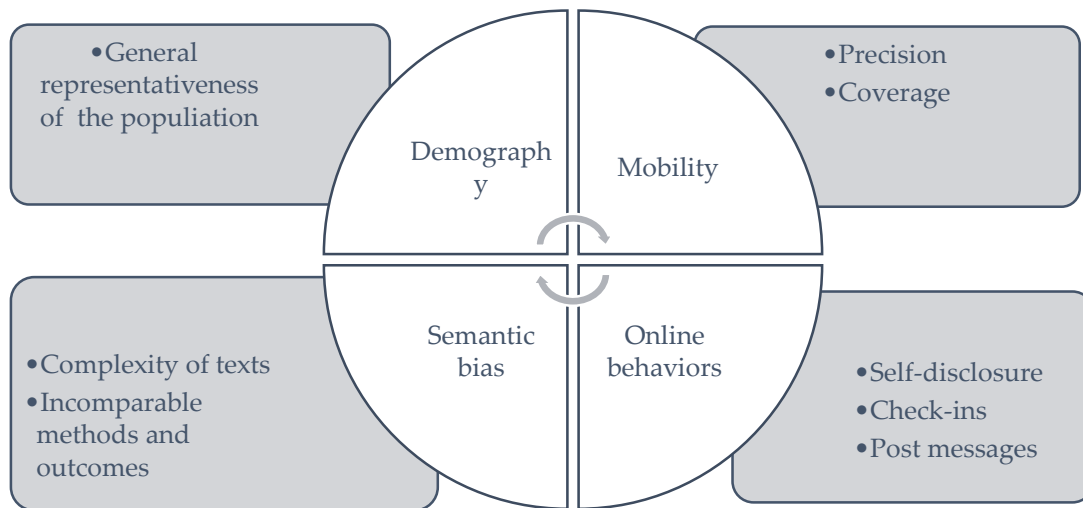 •General
representativeness
of the populiation
•Precision
•Coverage
Demograph
y
Mobility
Semantic
bias
Online
behaviors
•Complexity of texts
•Incomparable
methods and
outcomes
•Self-disclosure
•Check-ins
•Post messages